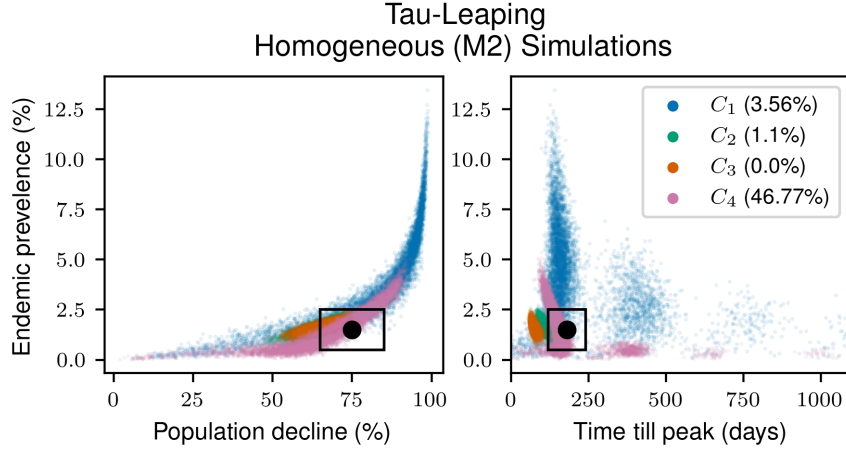 Tau-Leaping
Homogeneous (M2) Simulations
Endemic prevelence (%)
12.5
10.0
7.5
5.0
2.5
0.0
0 25 50 75 100
Population decline (%)
12.5
10.0
7.5
5.0
2.5
0.0
0 250 500 750 1000
Time till peak (days)
C₁ (3.56%)
C₂ (1.1%)
C₃ (0.0%)
C₄ (46.77%)